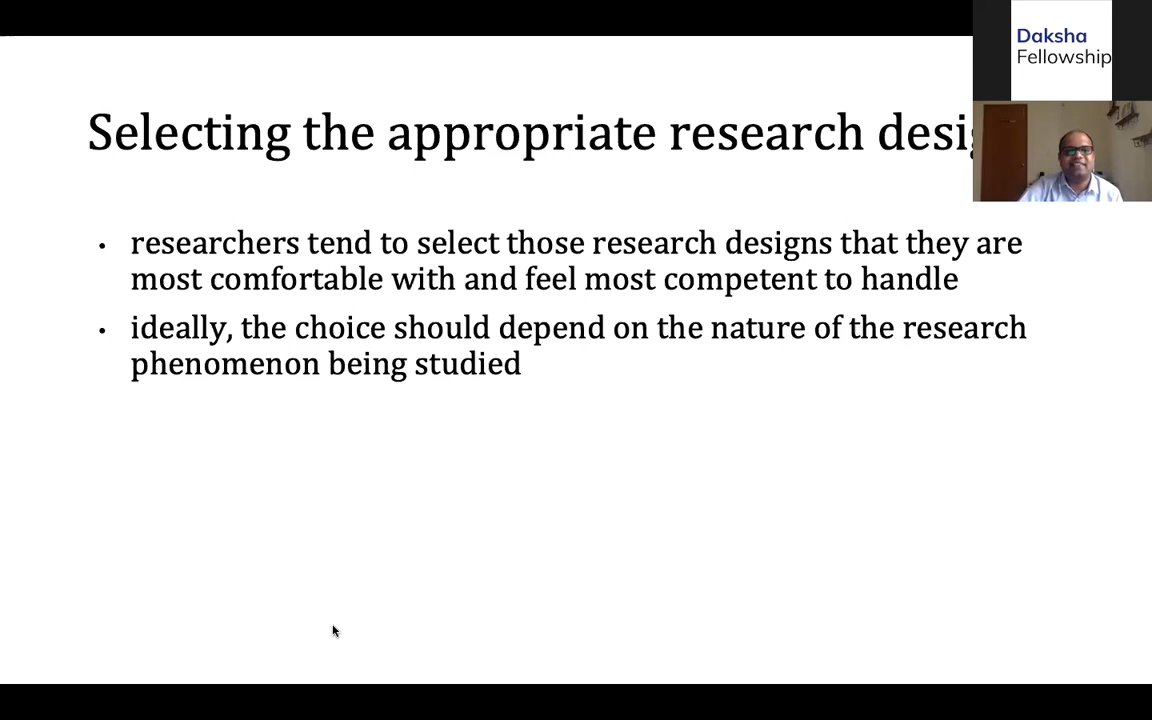 Daksha
Fellowship
Selecting the appropriate research desi
• researchers tend to select those research designs that they are
most comfortable with and feel most competent to handle
• ideally, the choice should depend on the nature of the research
phenomenon being studied